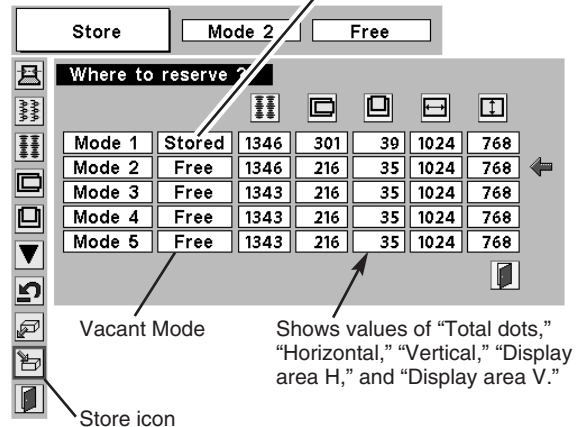 Store Mode 2 Free
Where to reserve ?
Mode 1 Stored 1346 301 39 1024 768
Mode 2 Free 1346 216 35 1024 768
Mode 3 Free 1343 216 35 1024 768
Mode 4 Free 1343 216 35 1024 768
Mode 5 Free 1343 216 35 1024 768
Vacant Mode
Shows values of “Total dots,”
“Horizontal,” “Vertical,” “Display
area H,” and “Display area V.”
Store icon